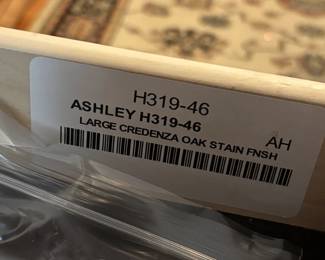 H319-46
ASHLEY H319-46
LARGE CREDENZA OAK STAIN FNSH
AH